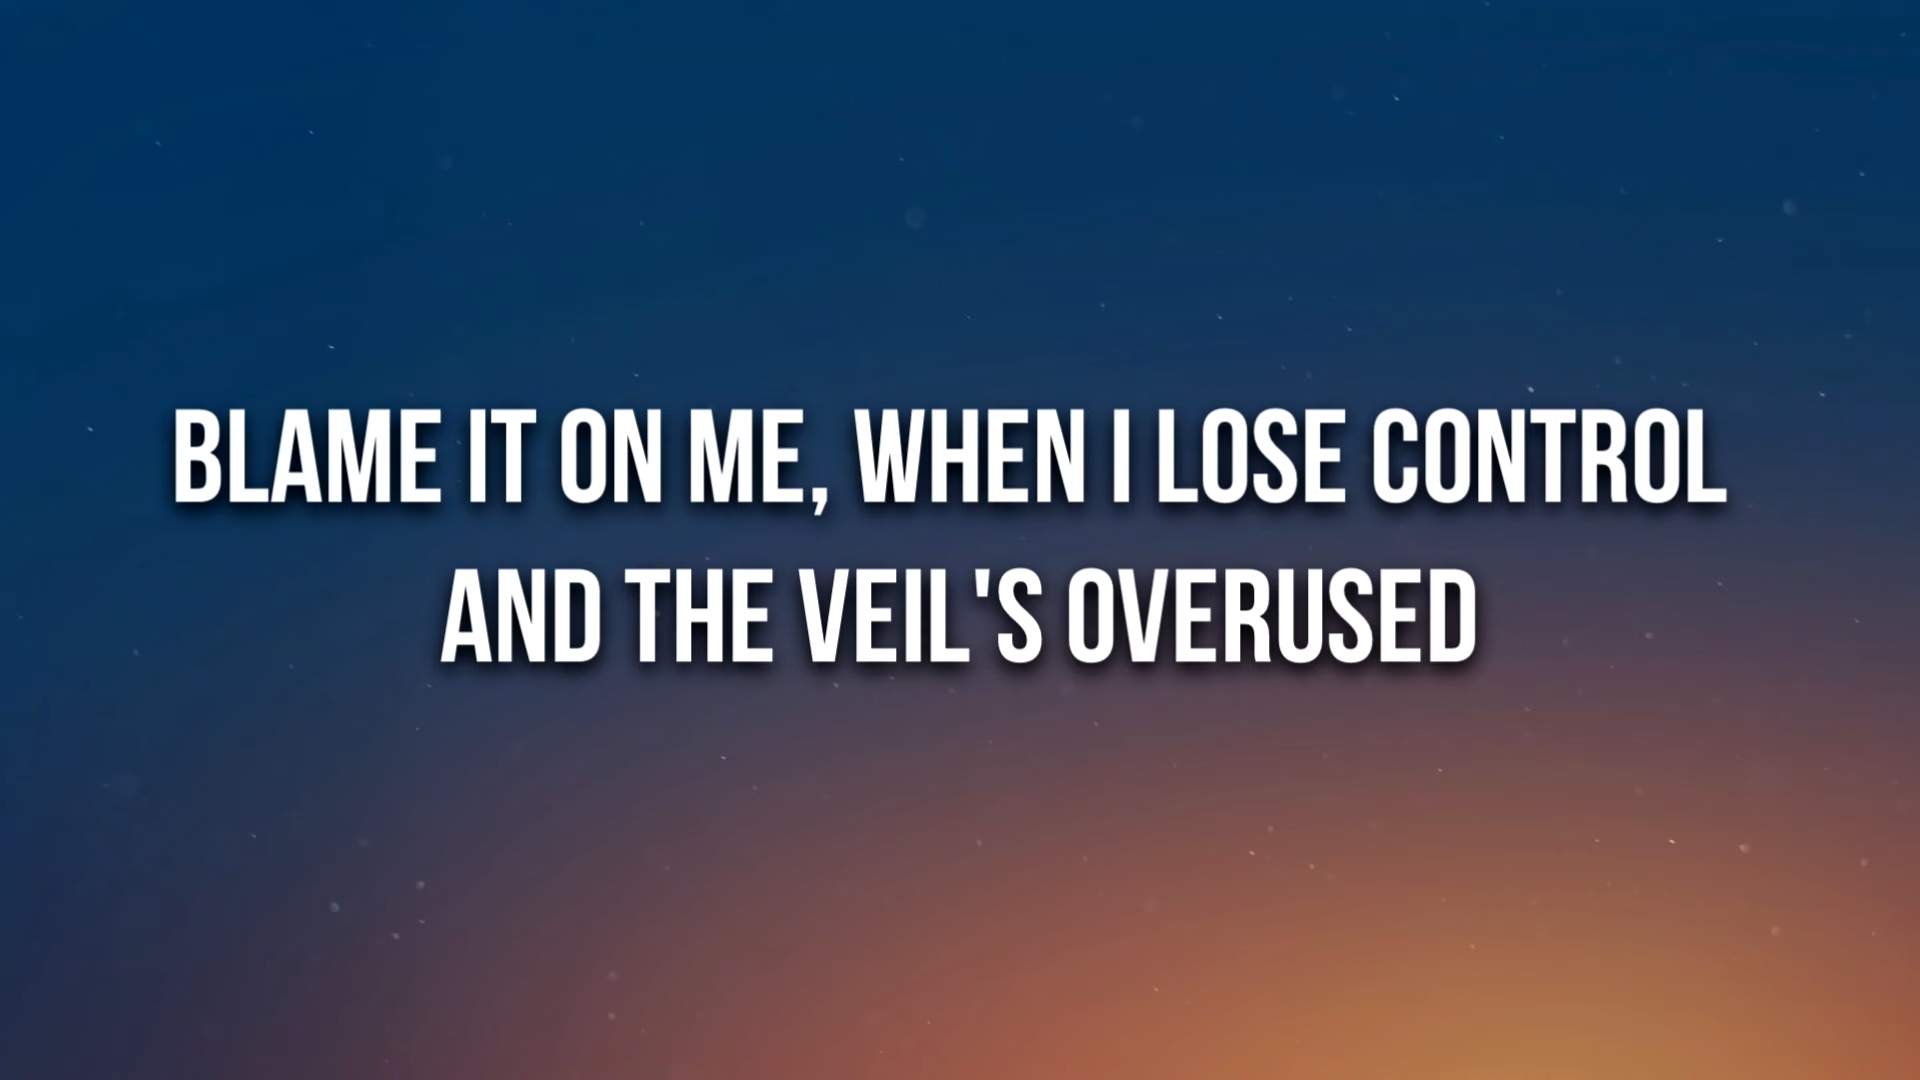 BLAME IT ON ME, WHEN I LOSE CONTROL
AND THE VEIL'S OVERUSED